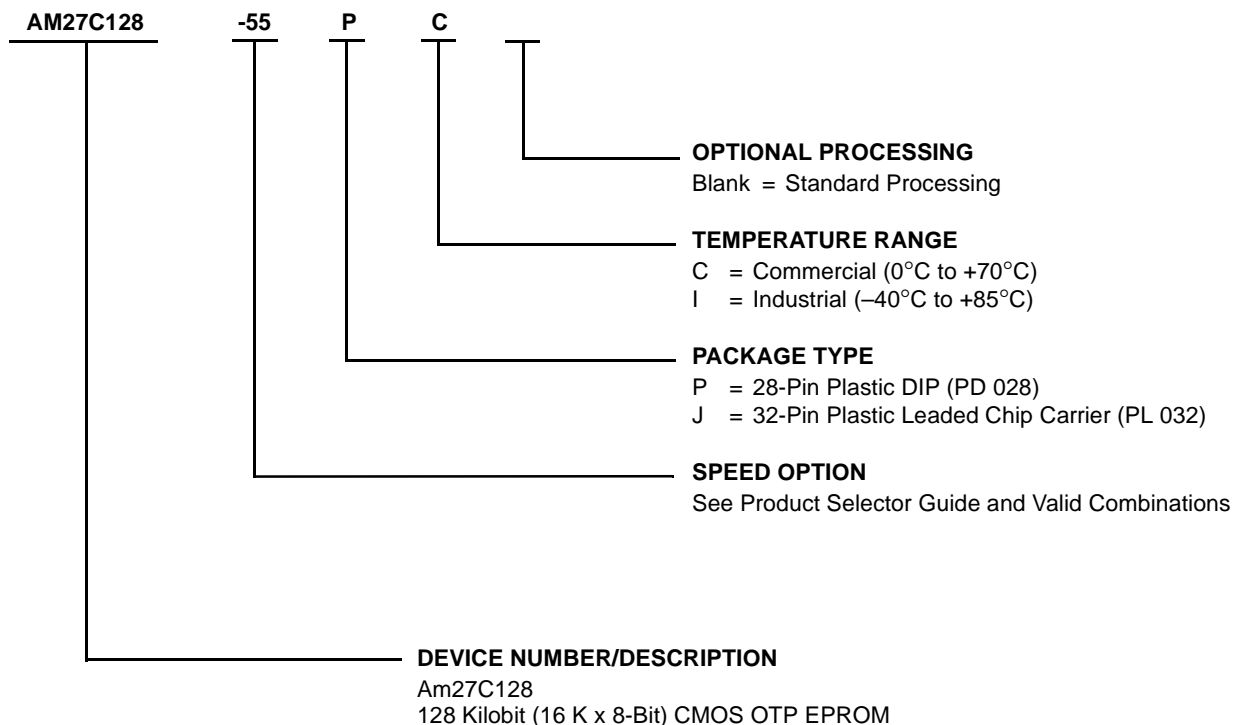 AM27C128 -55 P C
OPTIONAL PROCESSING
Blank = Standard Processing
TEMPERATURE RANGE
C = Commercial (0°C to +70°C)
I = Industrial (–40°C to +85°C)
PACKAGE TYPE
P = 28-Pin Plastic DIP (PD 028)
J = 32-Pin Plastic Leaded Chip Carrier (PL 032)
SPEED OPTION
See Product Selector Guide and Valid Combinations
DEVICE NUMBER/DESCRIPTION
Am27C128
128 Kilobit (16 K x 8-Bit) CMOS OTP EPROM